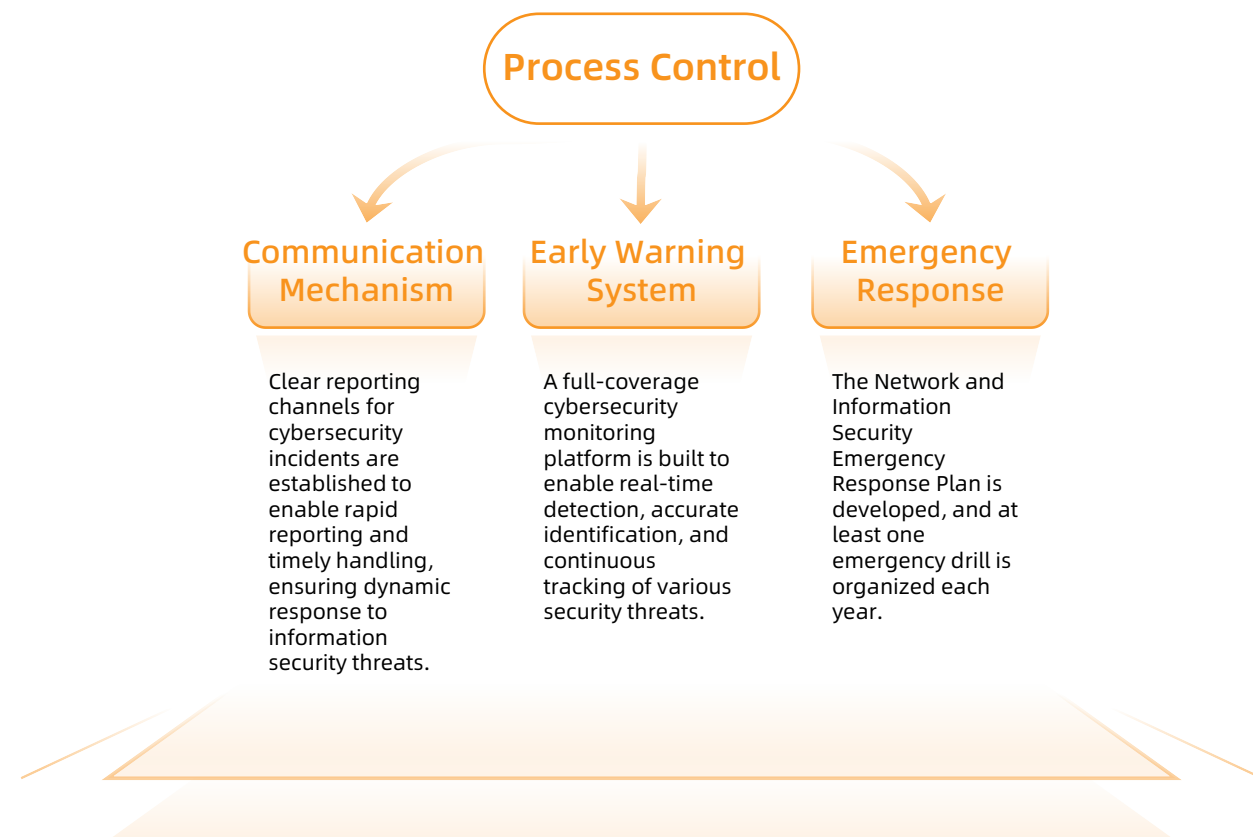 Process Control
Communication
Mechanism
Clear reporting
channels for
cybersecurity
incidents are
established to
enable rapid
reporting and
timely handling,
ensuring dynamic
response to
information
security threats.
Early Warning
System
A full-coverage
cybersecurity
monitoring
platform is built to
enable real-time
detection, accurate
identification, and
continuous
tracking of various
security threats.
Emergency
Response
The Network and
Information
Security
Emergency
Response Plan is
developed, and at
least one
emergency drill is
organized each
year.